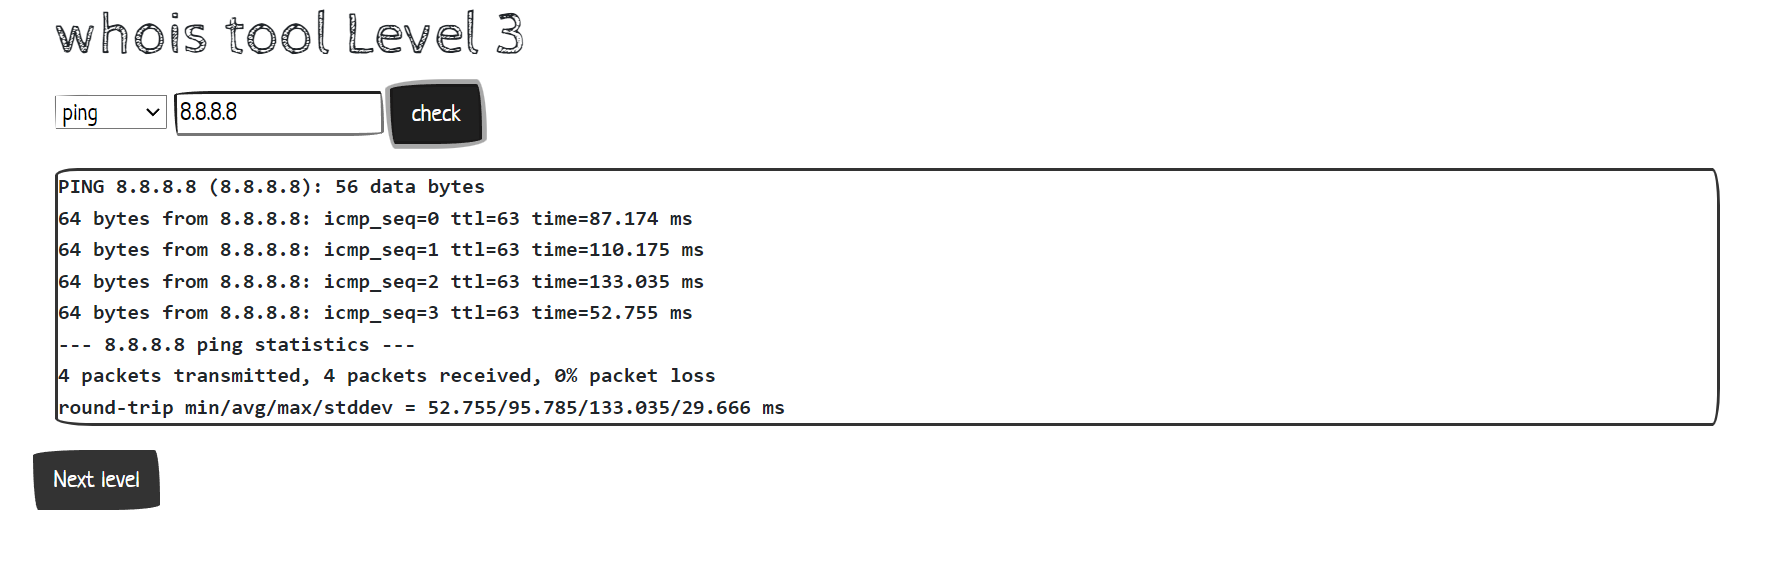 whois tool Level 3
ping 8.8.8.8 check
PING 8.8.8.8 (8.8.8.8): 56 data bytes
64 bytes from 8.8.8.8: icmp_seq=0 ttl=63 time=87.174 ms
64 bytes from 8.8.8.8: icmp_seq=1 ttl=63 time=110.175 ms
64 bytes from 8.8.8.8: icmp_seq=2 ttl=63 time=133.035 ms
64 bytes from 8.8.8.8: icmp_seq=3 ttl=63 time=52.755 ms
--- 8.8.8.8 ping statistics ---
4 packets transmitted, 4 packets received, 0% packet loss
round-trip min/avg/max/stddev = 52.755/95.785/133.035/29.666 ms
Next level